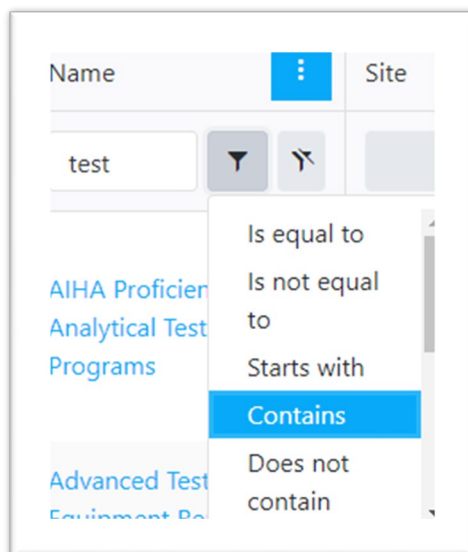 Name
Site
test
Is equal to
Is not equal
to
Starts with
Contains
Does not
contain
AIHA
Analytical Test
Programs
Advanced Test
Equipment